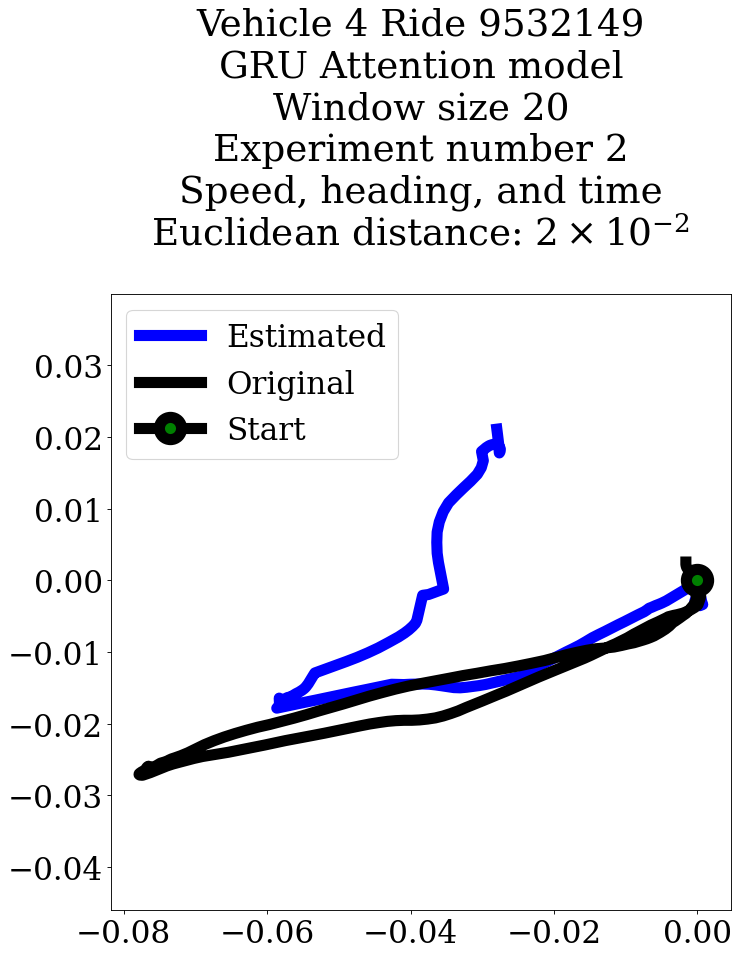 Vehicle 4 Ride 9532149
GRU Attention model
Window size 20
Experiment number 2
Speed, heading, and time
Euclidean distance: 2 × 10⁻²
Estimated
Original
Start
0.03
0.02
0.01
0.00
−0.01
−0.02
−0.03
−0.04
−0.08 −0.06 −0.04 −0.02 0.00